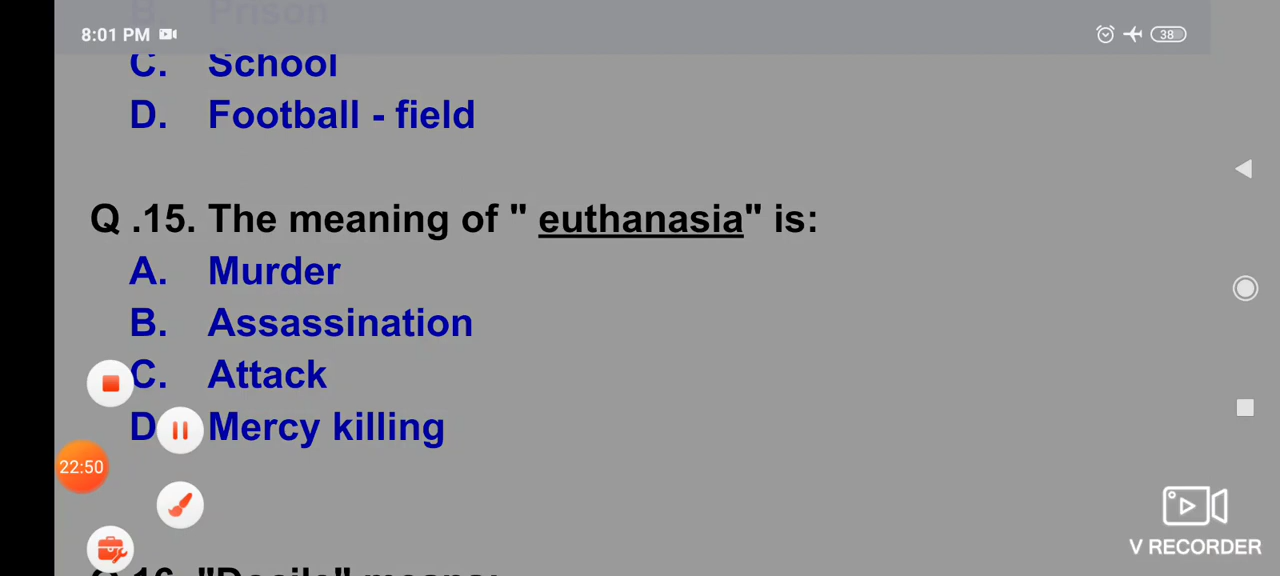 B. Prison
8:01 PM
38
C. School
D. Football - field
Q .15. The meaning of " euthanasia" is:
A. Murder
B. Assassination
C. Attack
D Mercy killing
22:50
V RECORDER
Q.16. "Docile" means: